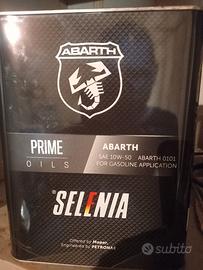 ABARTH
PRIME
OILS
ABARTH
SAE 10W-50 ABARTH 0101
FOR GASOLINE APPLICATION
SELENIA
Offered by Mopar,
Engineered by PETRONAS
subito